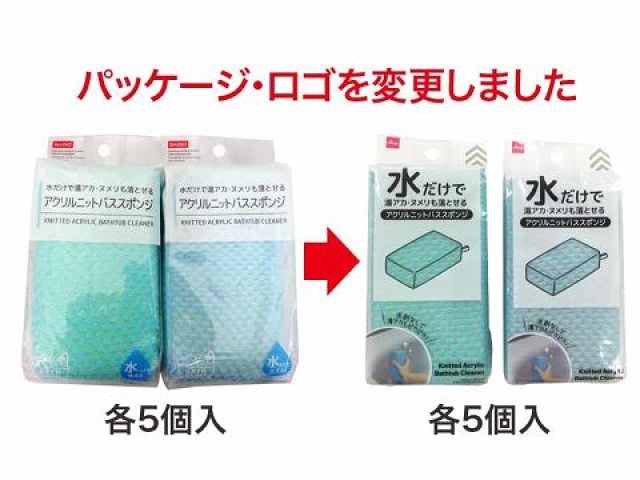 パッケージ・ロゴを変更しました
水だけで湯アカ・ヌメリも落とせる
アクリルニットバススポンジ
KNITTED ACRYLIC BATHTUB CLEANER
水
水だけで湯アカ・ヌメリも落とせる
アクリルニットバススポンジ
KNITTED ACRYLIC BATHTUB CLEANER
水
水だけで
湯アカ・ヌメリも落とせる
アクリルニットバススポンジ
Knitted Acrylic
Bathtub Cleaner
水だけで
湯アカ・ヌメリも落とせる
アクリルニットバススポンジ
Knitted Acrylic
Bathtub Cleaner
各5個入
各5個入